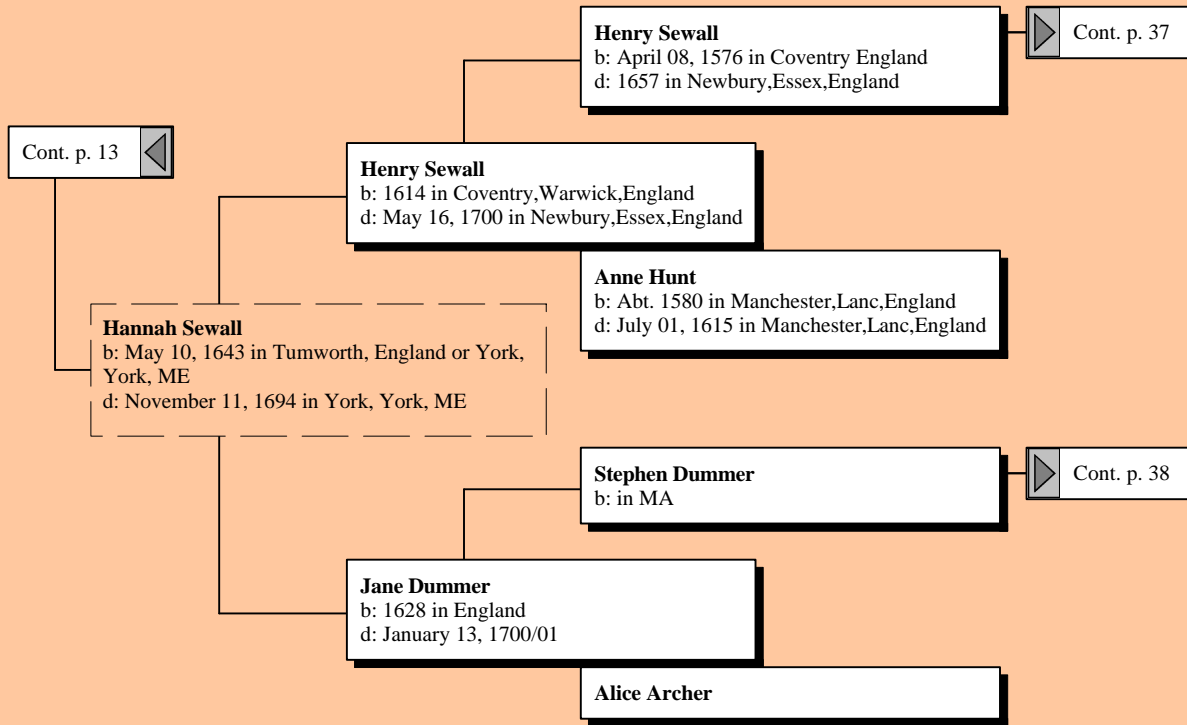 Henry Sewall
b: April 08, 1576 in Coventry England
d: 1657 in Newbury,Essex,England
Cont. p. 37
Cont. p. 13
Henry Sewall
b: 1614 in Coventry,Warwick,England
d: May 16, 1700 in Newbury,Essex,England
Anne Hunt
b: Abt. 1580 in Manchester,Lanc,England
d: July 01, 1615 in Manchester,Lanc,England
Hannah Sewall
b: May 10, 1643 in Tumworth, England or York,
York, ME
d: November 11, 1694 in York, York, ME
Stephen Dummer
b: in MA
Cont. p. 38
Jane Dummer
b: 1628 in England
d: January 13, 1700/01
Alice Archer